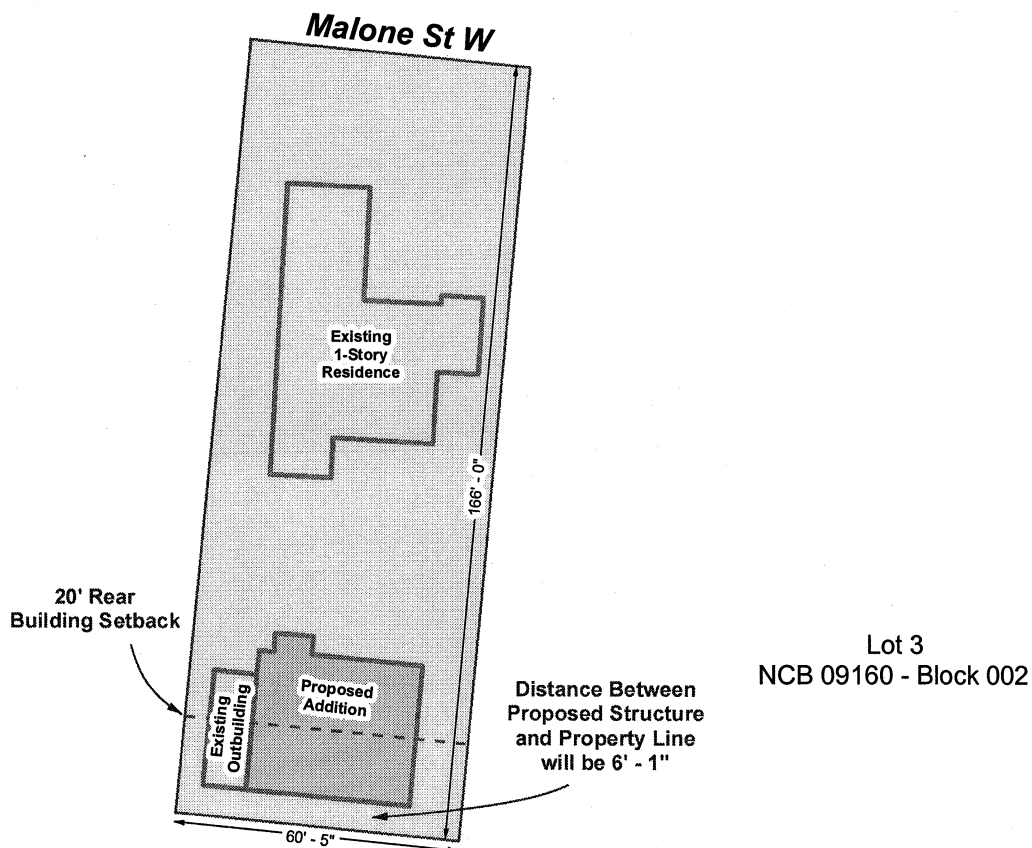 Malone St W
Existing
1-Story
Residence
166' - 0"
20' Rear
Building Setback
Existing
Outbuilding
Proposed
Addition
Distance Between
Proposed Structure
and Property Line
will be 6' - 1"
60' - 5"
Lot 3
NCB 09160 - Block 002